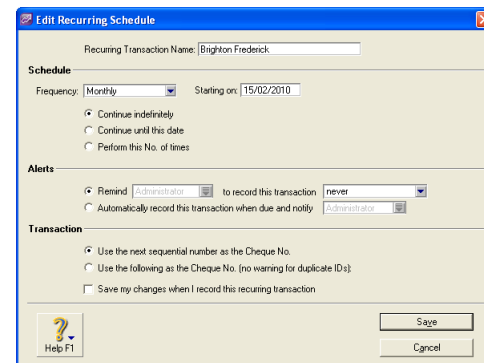 Edit Recurring Schedule
Recurring Transaction Name: Brighton Frederick
Schedule
Frequency: Monthly Starting on: 15/02/2010
Continue indefinitely
Continue until this date
Perform this No. of times
Alerts
Remind Administrator to record this transaction never
Automatically record this transaction when due and notify Administrator
Transaction
Use the next sequential number as the Cheque No.
Use the following as the Cheque No. (no warning for duplicate IDs):
Save my changes when I record this recurring transaction
Help F1
Save
Cancel